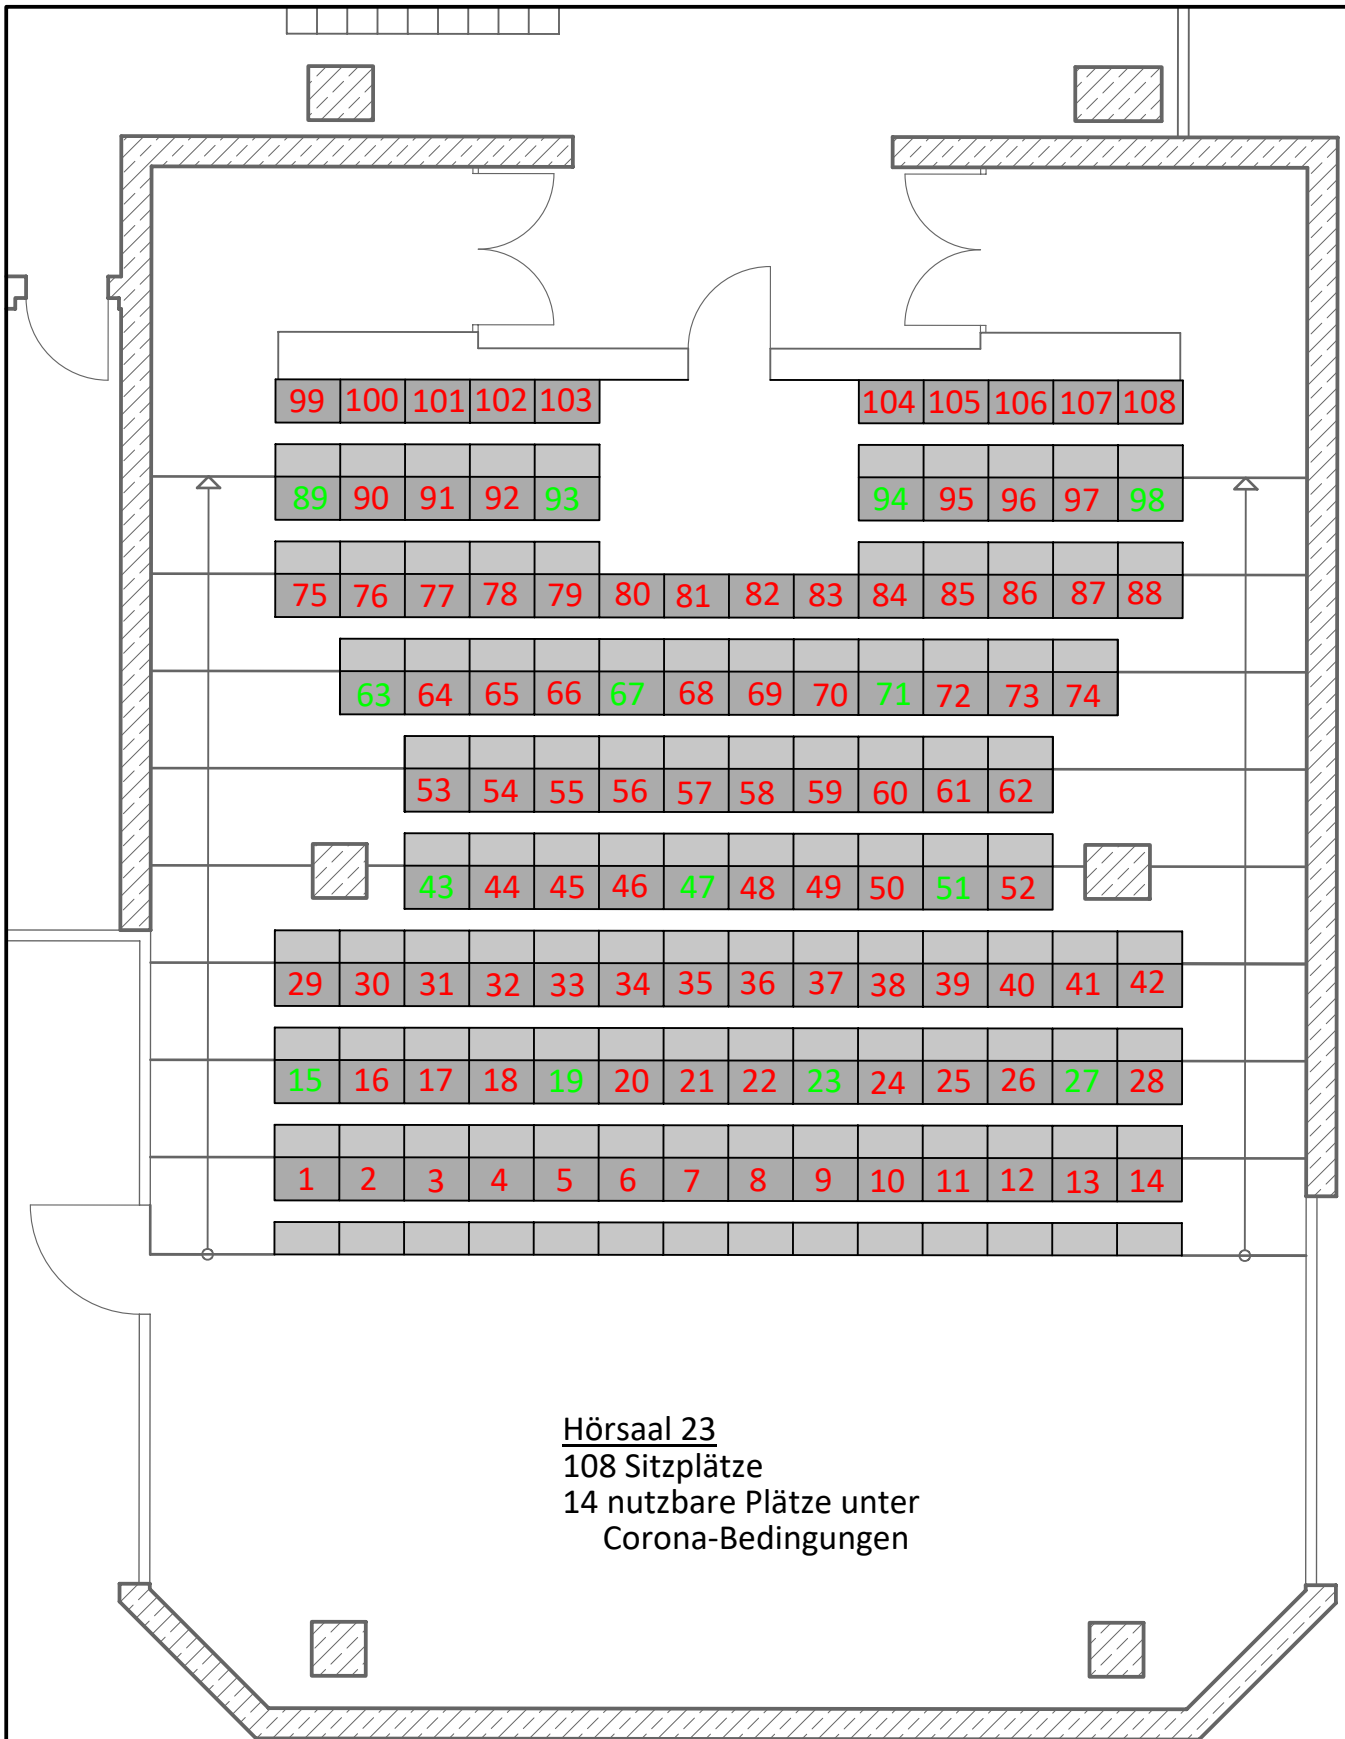 99 100 101 102 103 104 105 106 107 108
89 90 91 92 93 94 95 96 97 98
75 76 77 78 79 80 81 82 83 84 85 86 87 88
63 64 65 66 67 68 69 70 71 72 73 74
53 54 55 56 57 58 59 60 61 62
43 44 45 46 47 48 49 50 51 52
29 30 31 32 33 34 35 36 37 38 39 40 41 42
15 16 17 18 19 20 21 22 23 24 25 26 27 28
1 2 3 4 5 6 7 8 9 10 11 12 13 14
Hörsaal 23
108 Sitzplätze
14 nutzbare Plätze unter
Corona-Bedingungen